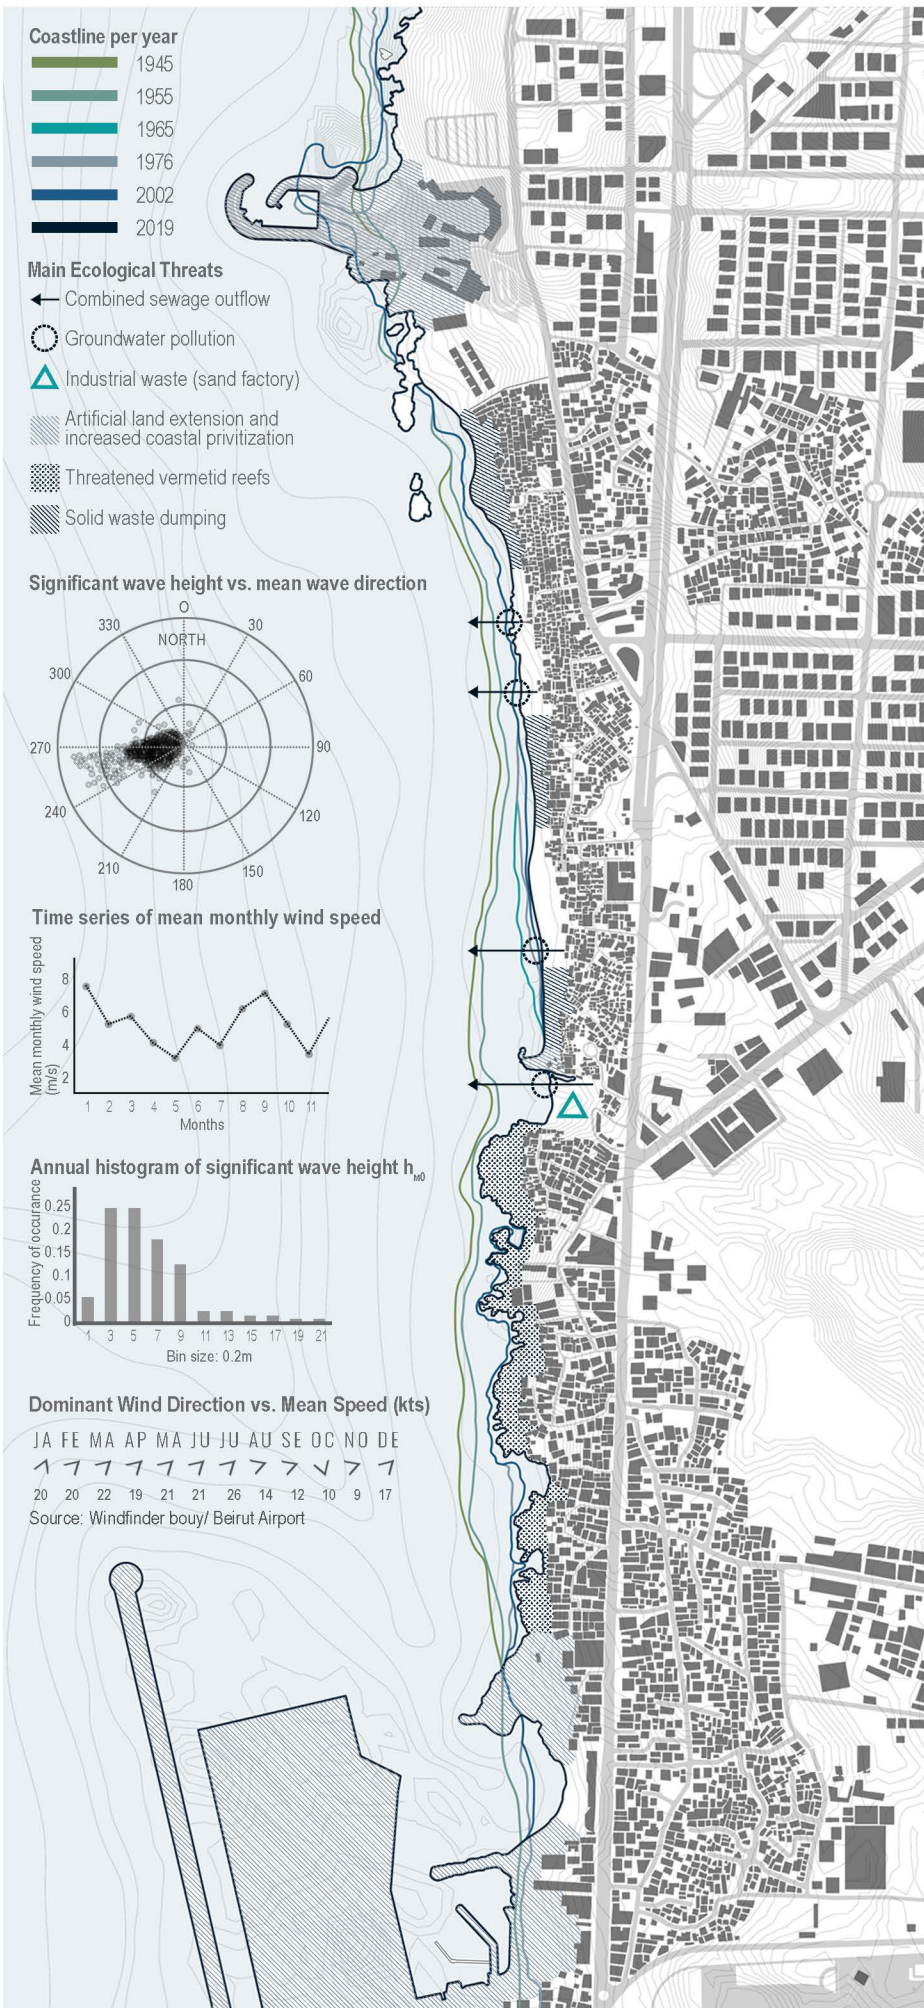 Coastline per year
1945
1955
1965
1976
2002
2019
Main Ecological Threats
Combined sewage outflow
Groundwater pollution
Industrial waste (sand factory)
Artificial land extension and
increased coastal privitization
Threatened vermetid reefs
Solid waste dumping
Significant wave height vs. mean wave direction
O
NORTH
330
30
300
60
270
90
240
120
210
150
180
Time series of mean monthly wind speed
Mean monthly wind speed
(m/s)
8
6
4
2
1 2 3 4 5 6 7 8 9 10 11
Months
Annual histogram of significant wave height hM0
Frequency of occurance
0.25
0.2
0.15
0.1
0.05
0
1 3 5 7 9 11 13 15 17 19 21
Bin size: 0.2m
Dominant Wind Direction vs. Mean Speed (kts)
JA FE MA AP MA JU JU AU SE OC NO DE
20 20 22 19 21 21 26 14 12 10 9 17
Source: Windfinder bouy/ Beirut Airport